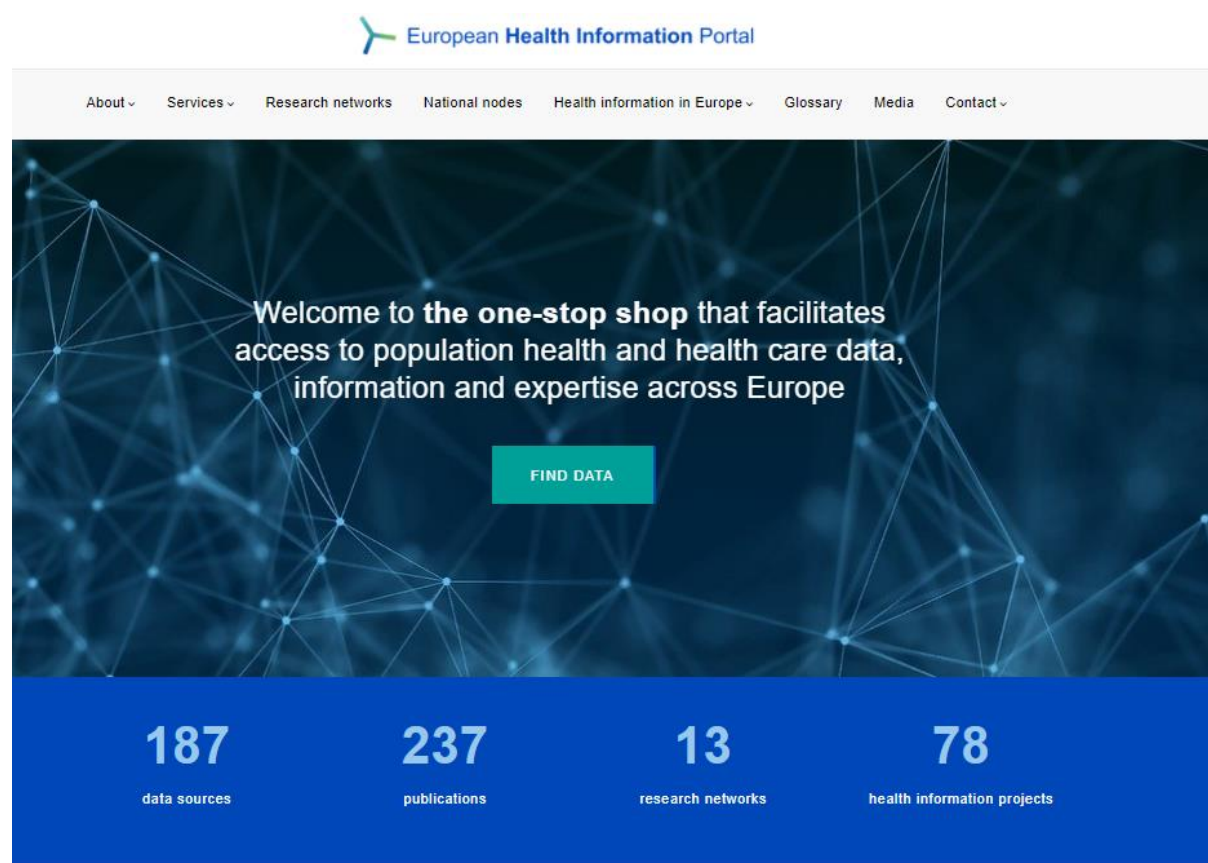 European Health Information Portal
About Services Research networks National nodes Health information in Europe Glossary Media Contact
Welcome to the one-stop shop that facilitates
access to population health and health care data,
information and expertise across Europe
FIND DATA
187 237 13 78
data sources publications research networks health information projects